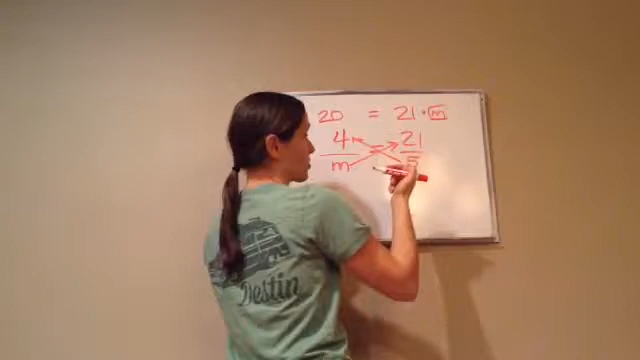 20 = 21 · m
4 = 21
m 5
Destin